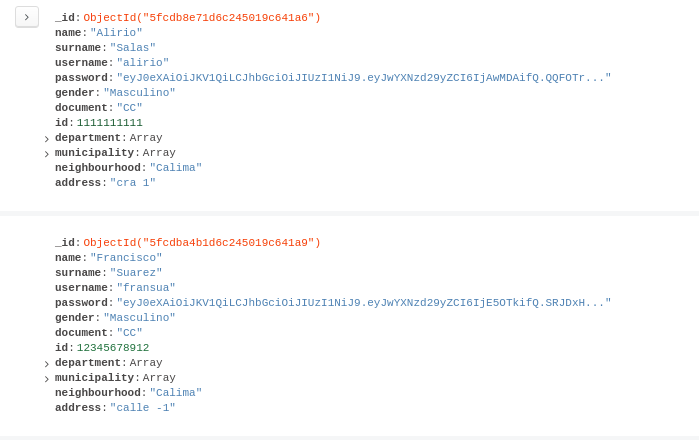 _id: ObjectId("5fcdb8e71d6c245019c641a6")
name: "Alirio"
surname: "Salas"
username: "alirio"
password: "eyJ0eXAiOiJKV1QiLCJhbGciOiJIUzI1NiJ9.eyJwYXNzd29yZCI6IjAwMDAifQ.QQFOTr..."
gender: "Masculino"
document: "CC"
id: 1111111111
department: Array
municipality: Array
neighbourhood: "Calima"
address: "cra 1"
_id: ObjectId("5fcdba4b1d6c245019c641a9")
name: "Francisco"
surname: "Suarez"
username: "fransua"
password: "eyJ0eXAiOiJKV1QiLCJhbGciOiJIUzI1NiJ9.eyJwYXNzd29yZCI6IjE5OTkifQ.SRJDxH..."
gender: "Masculino"
document: "CC"
id: 12345678912
department: Array
municipality: Array
neighbourhood: "Calima"
address: "calle -1"